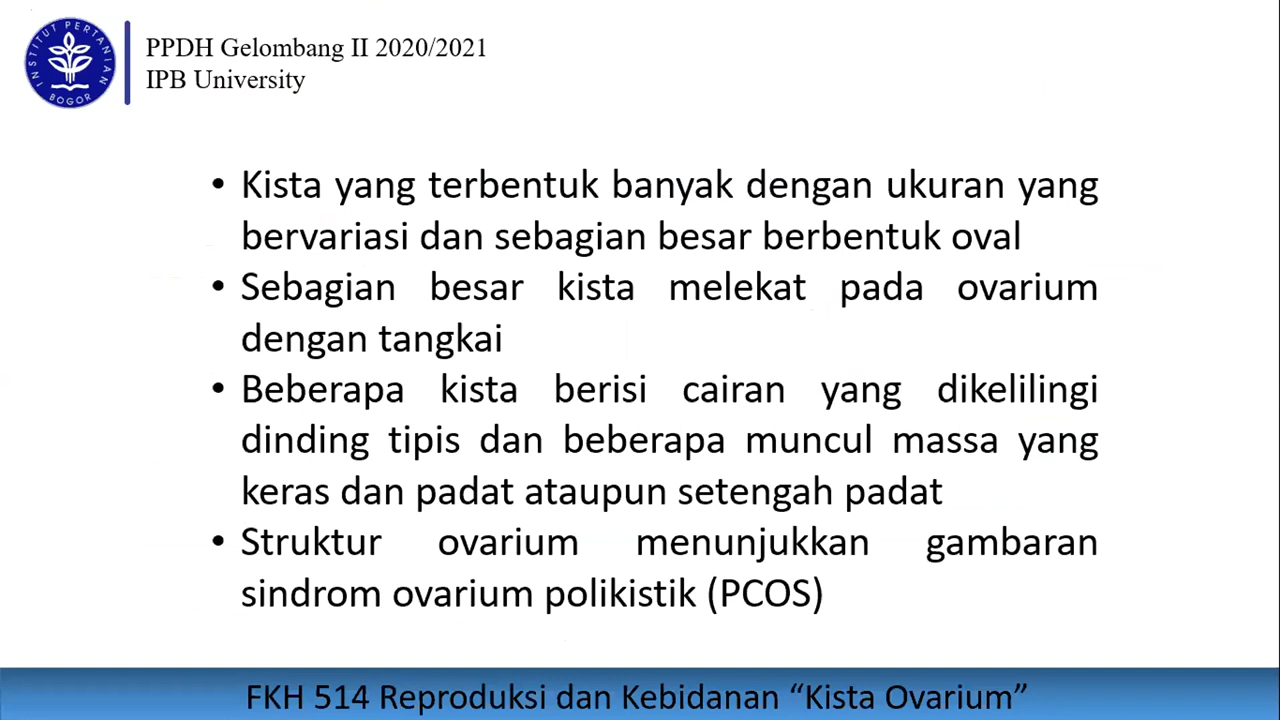 INSTITUT PERTANIAN
BOGOR
PPDH Gelombang II 2020/2021
IPB University
• Kista yang terbentuk banyak dengan ukuran yang
bervariasi dan sebagian besar berbentuk oval
• Sebagian besar kista melekat pada ovarium
dengan tangkai
• Beberapa kista berisi cairan yang dikelilingi
dinding tipis dan beberapa muncul massa yang
keras dan padat ataupun setengah padat
• Struktur ovarium menunjukkan gambaran
sindrom ovarium polikistik (PCOS)
FKH 514 Reproduksi dan Kebidanan “Kista Ovarium”